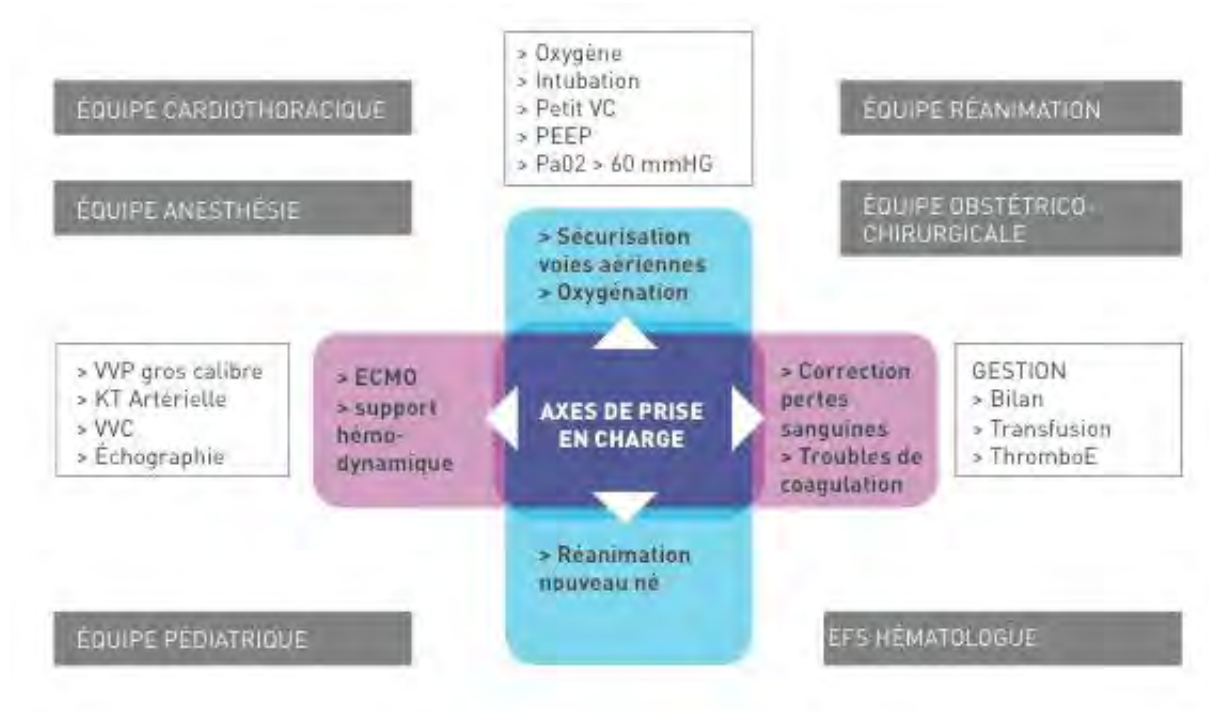 > Oxygène
> Intubation
> Petit VC
> PEEP
> Pa02 > 60 mmHG
ÉQUIPE CARDIOTHORACIQUE
ÉQUIPE RÉANIMATION
ÉQUIPE ANESTHÉSIE
ÉQUIPE OBSTÉTRICO-
CHIRURGICALE
> Sécurisation
voies aériennes
> Oxygénation
> VVP gros calibre
> KT Artérielle
> VVC
> Échographie
> ECMO
> support
hémo-
dynamique
AXES DE PRISE
EN CHARGE
> Correction
pertes
sanguines
> Troubles de
coagulation
GESTION
> Bilan
> Transfusion
> ThromboE
> Réanimation
nouveau né
ÉQUIPE PÉDIATRIQUE
EFS HÉMATOLOGUE